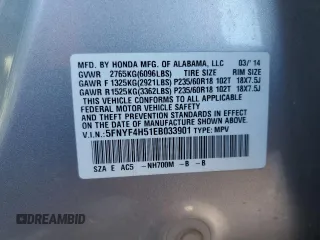 MFD. BY HONDA MFG. OF ALABAMA, LLC 03/'14
GVWR 2765KG(6096LBS) TIRE SIZE RIM SIZE
GAWR F 1325KG(2921LBS) P235/60R18 102T 18X7.5J
GAWR R 1525KG(3362LBS) P235/60R18 102T 18X7.5J
THIS VEHICLE CONFORMS TO ALL APPLICABLE
FEDERAL MOTOR VEHICLE SAFETY AND THEFT
PREVENTION STANDARDS IN EFFECT ON THE DATE OF
MANUFACTURE SHOWN ABOVE.
V.I.N.:5FNYF4H51EB033901 TYPE: MPV
SZA E AC5 -NH700M -B -B
DREAMBID